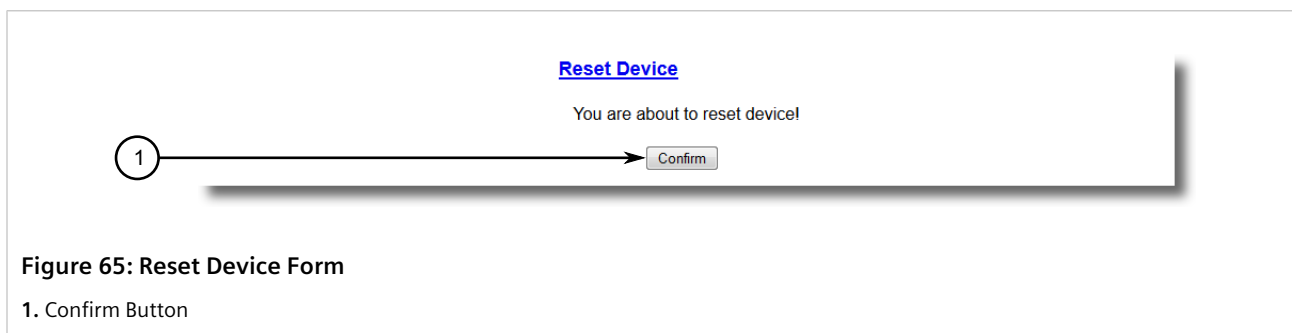 Reset Device
You are about to reset device!
1
Confirm
Figure 65: Reset Device Form
1. Confirm Button